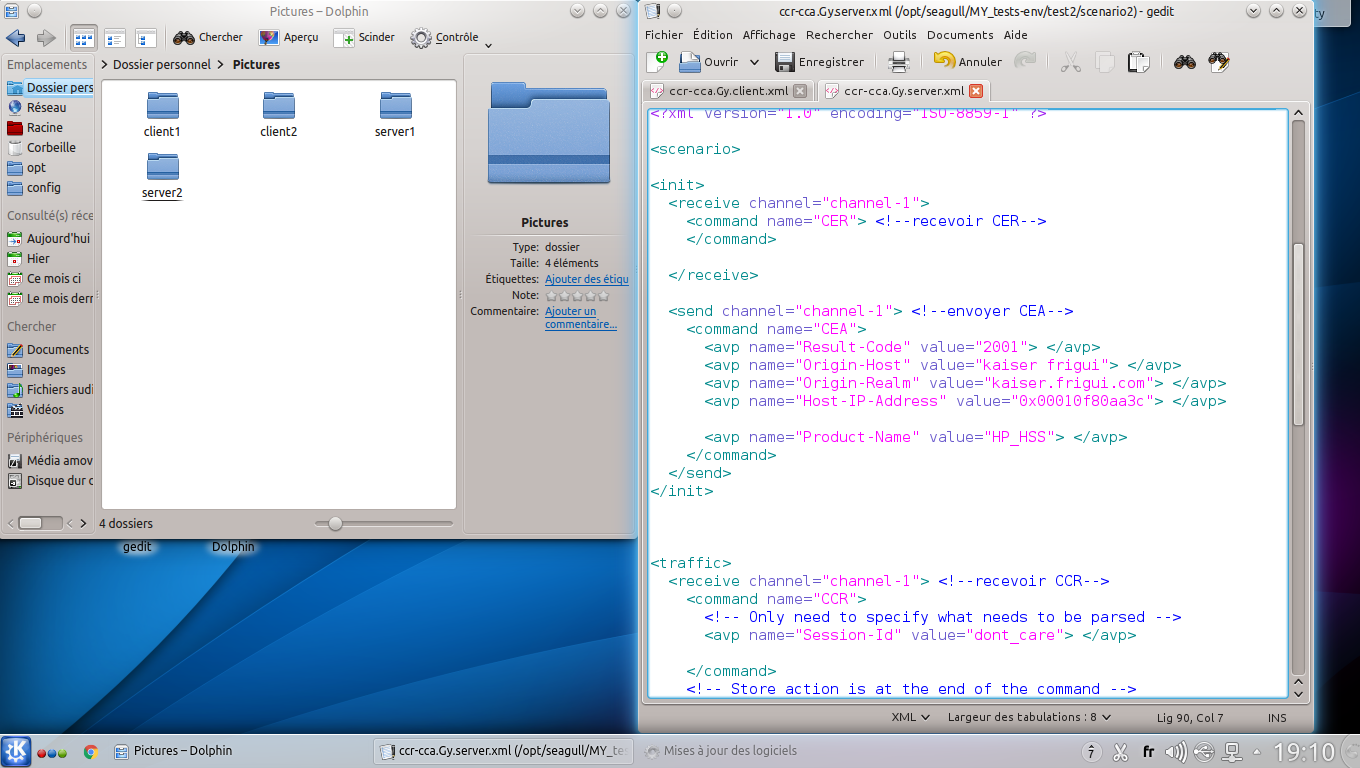 Pictures – Dolphin
Chercher
Aperçu
Scinder
Contrôle
Emplacements
Dossier pers
Réseau
Racine
Corbeille
opt
config
Consulté(s) réce
Aujourd'hui
Hier
Ce mois ci
Le mois derr
Chercher
Documents
Images
Fichiers audi
Vidéos
Périphériques
Média amov
Disque dur c
> Dossier personnel > Pictures
client1
client2
server1
server2
Pictures
Type: dossier
Taille: 4 éléments
Étiquettes: Ajouter des étiqu
Note:
Commentaire: Ajouter un
commentaire...
4 dossiers
gedit
Dolphin
ccr-cca.Gy.server.xml (/opt/seagull/MY_tests-env/test2/scenario2) - gedit
ty
Fichier Édition Affichage Rechercher Outils Documents Aide
Ouvrir
Enregistrer
Annuler
ccr-cca.Gy.client.xml
ccr-cca.Gy.server.xml
<?xml version="1.0" encoding="ISO-8859-1" ?>
<scenario>
<init>
<receive channel="channel-1">
<command name="CER"> <!--recevoir CER-->
</command>
</receive>
<send channel="channel-1"> <!--envoyer CEA-->
<command name="CEA">
<avp name="Result-Code" value="2001"> </avp>
<avp name="Origin-Host" value="kaiser frigui"> </avp>
<avp name="Origin-Realm" value="kaiser.frigui.com"> </avp>
<avp name="Host-IP-Address" value="0x00010f80aa3c"> </avp>
<avp name="Product-Name" value="HP_HSS"> </avp>
</command>
</send>
</init>
<traffic>
<receive channel="channel-1"> <!--recevoir CCR-->
<command name="CCR">
<!-- Only need to specify what needs to be parsed -->
<avp name="Session-Id" value="dont_care"> </avp>
</command>
<!-- Store action is at the end of the command -->
XML
Largeur des tabulations : 8
Lig 90, Col 7
INS
Pictures – Dolphin
ccr-cca.Gy.server.xml (/opt/seagull/MY_tes
Mises à jour des logiciels
fr
19:10